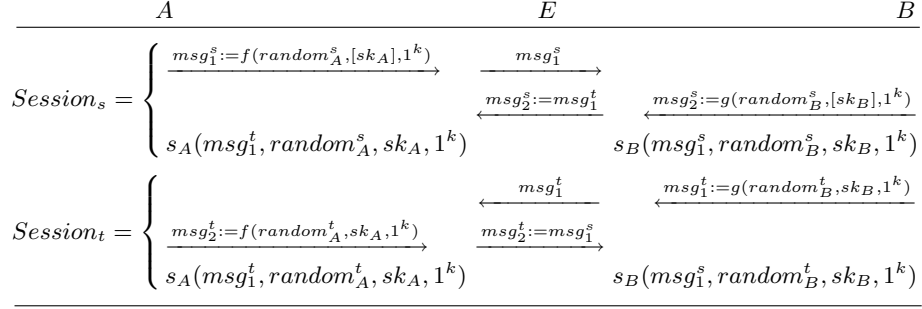 A E B
msg_1^s:=f(random_A^s,[sk_A],1^k) msg_1^s
Session_s = msg_2^s:=msg_1^t msg_2^s:=g(random_B^s,[sk_B],1^k)
s_A(msg_1^t, random_A^s, sk_A, 1^k) s_B(msg_1^s, random_B^s, sk_B, 1^k)
msg_1^t msg_1^t:=g(random_B^t,sk_B,1^k)
Session_t = msg_2^t:=f(random_A^t,sk_A,1^k) msg_2^t:=msg_1^s
s_A(msg_1^t, random_A^t, sk_A, 1^k) s_B(msg_1^s, random_B^t, sk_B, 1^k)